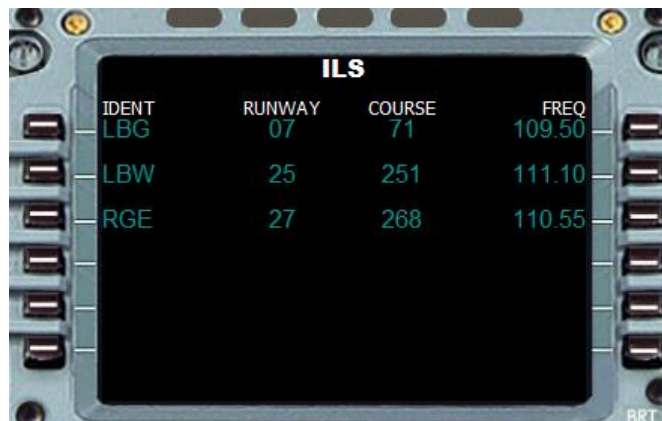 ILS
IDENT RUNWAY COURSE FREQ
LBG 07 71 109.50
LBW 25 251 111.10
RGE 27 268 110.55
BRT